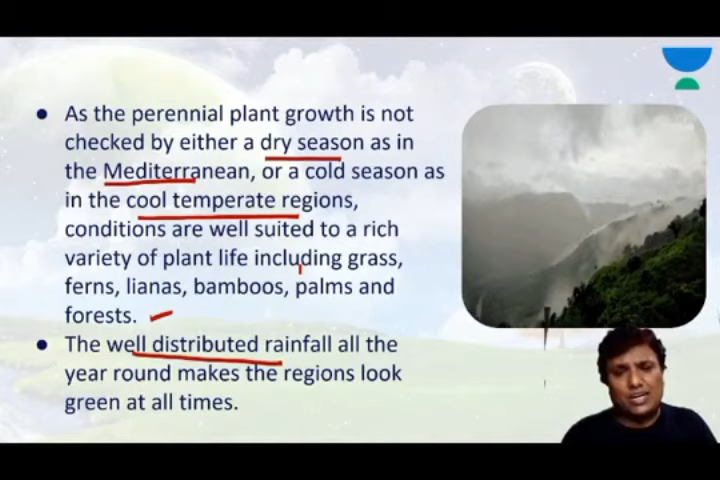 As the perennial plant growth is not
checked by either a dry season as in
the Mediterranean, or a cold season as
in the cool temperate regions,
conditions are well suited to a rich
variety of plant life including grass,
ferns, lianas, bamboos, palms and
forests.
The well distributed rainfall all the
year round makes the regions look
green at all times.